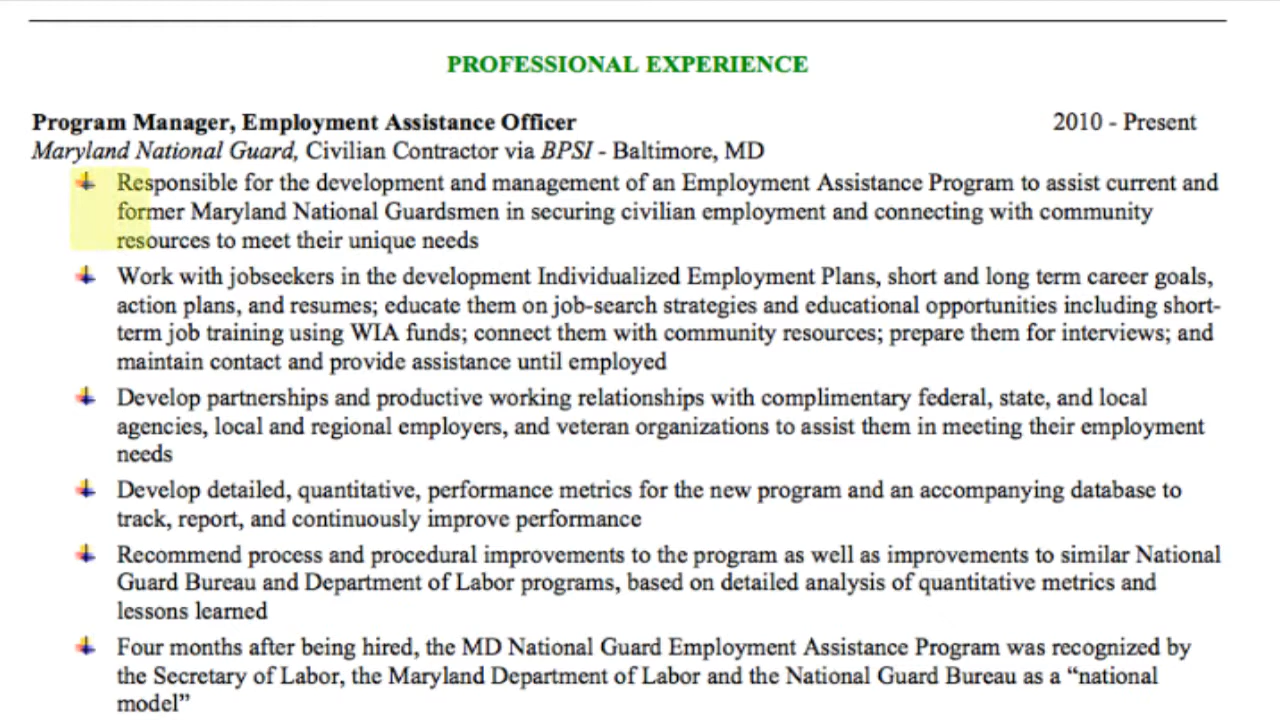 PROFESSIONAL EXPERIENCE
Program Manager, Employment Assistance Officer 2010 - Present
Maryland National Guard, Civilian Contractor via BPSI - Baltimore, MD
Responsible for the development and management of an Employment Assistance Program to assist current and
former Maryland National Guardsmen in securing civilian employment and connecting with community
resources to meet their unique needs
Work with jobseekers in the development Individualized Employment Plans, short and long term career goals,
action plans, and resumes; educate them on job-search strategies and educational opportunities including short-
term job training using WIA funds; connect them with community resources; prepare them for interviews; and
maintain contact and provide assistance until employed
Develop partnerships and productive working relationships with complimentary federal, state, and local
agencies, local and regional employers, and veteran organizations to assist them in meeting their employment
needs
Develop detailed, quantitative, performance metrics for the new program and an accompanying database to
track, report, and continuously improve performance
Recommend process and procedural improvements to the program as well as improvements to similar National
Guard Bureau and Department of Labor programs, based on detailed analysis of quantitative metrics and
lessons learned
Four months after being hired, the MD National Guard Employment Assistance Program was recognized by
the Secretary of Labor, the Maryland Department of Labor and the National Guard Bureau as a “national
model”